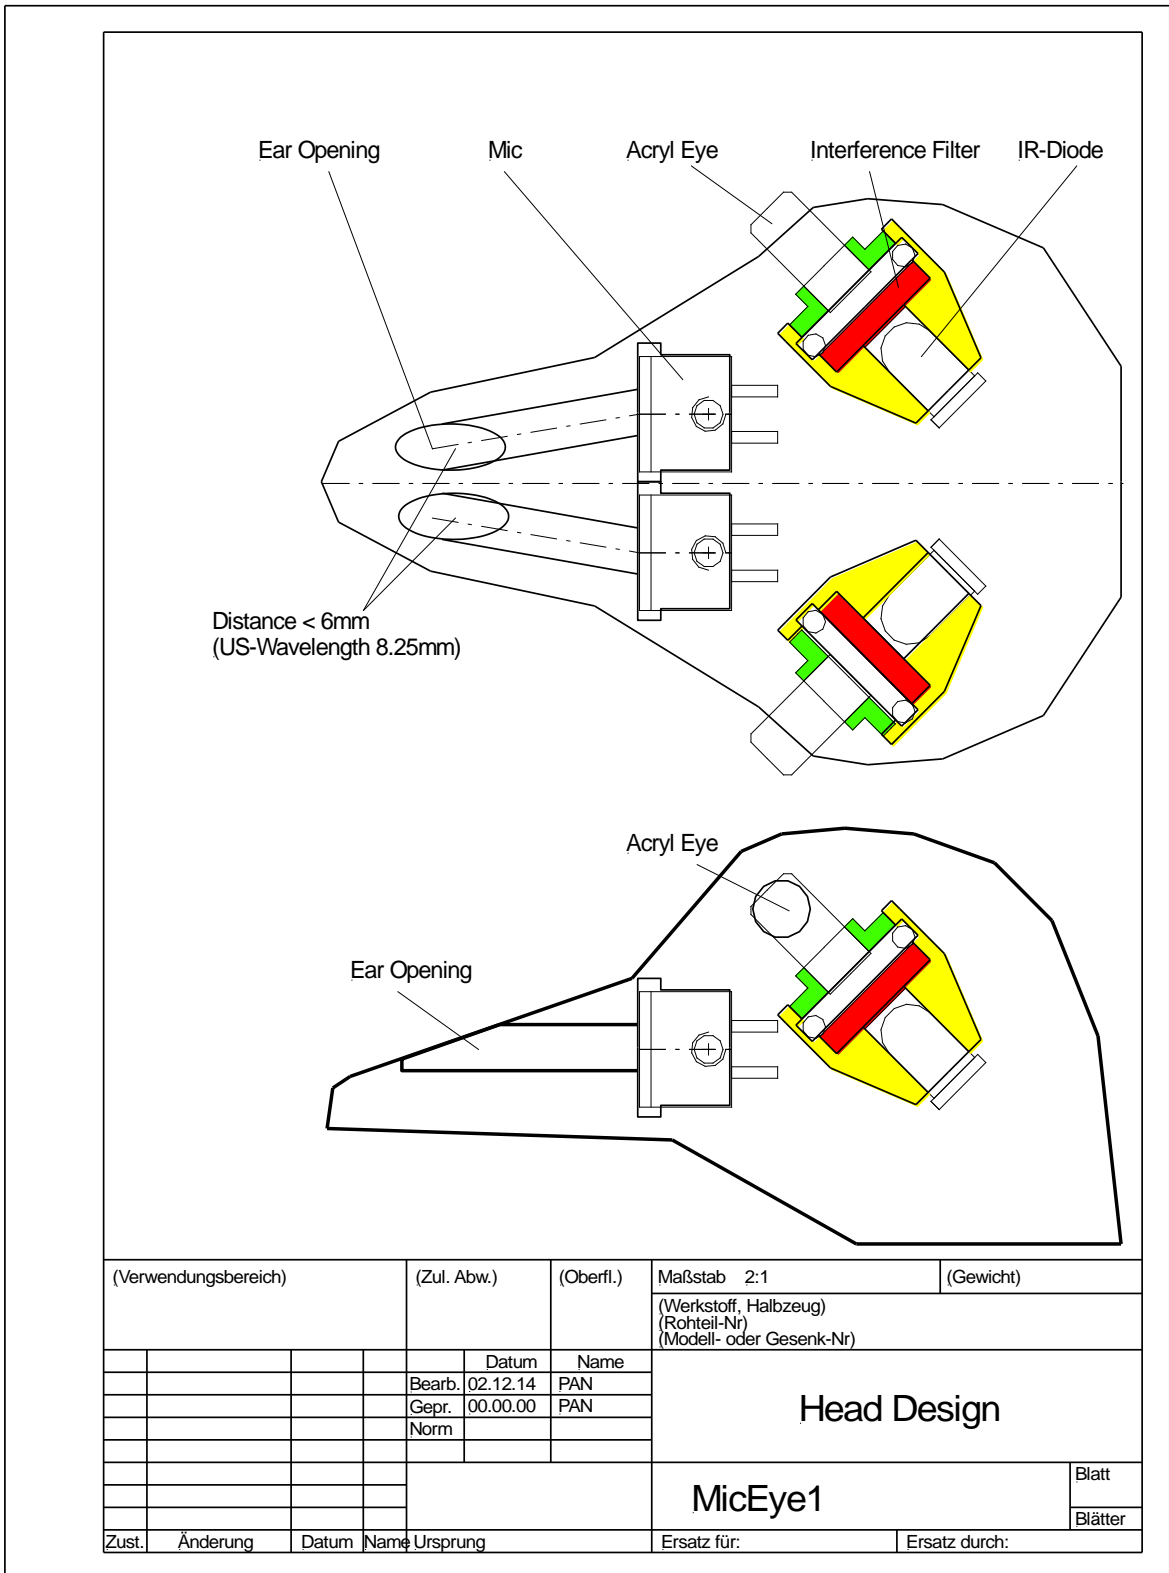 Ear Opening Mic Acryl Eye Interference Filter IR-Diode
Distance < 6mm
(US-Wavelength 8.25mm)
Acryl Eye
Ear Opening
(Verwendungsbereich) (Zul. Abw.) (Oberfl.) Maßstab 2:1 (Gewicht)
(Werkstoff, Halbzeug)
(Rohteil-Nr)
(Modell- oder Gesenk-Nr)
Datum Name
Bearb. 02.12.14 PAN
Gepr. 00.00.00 PAN
Norm
Head Design
MicEye1
Blatt
Blätter
Zust. Änderung Datum Name Ursprung Ersatz für: Ersatz durch: